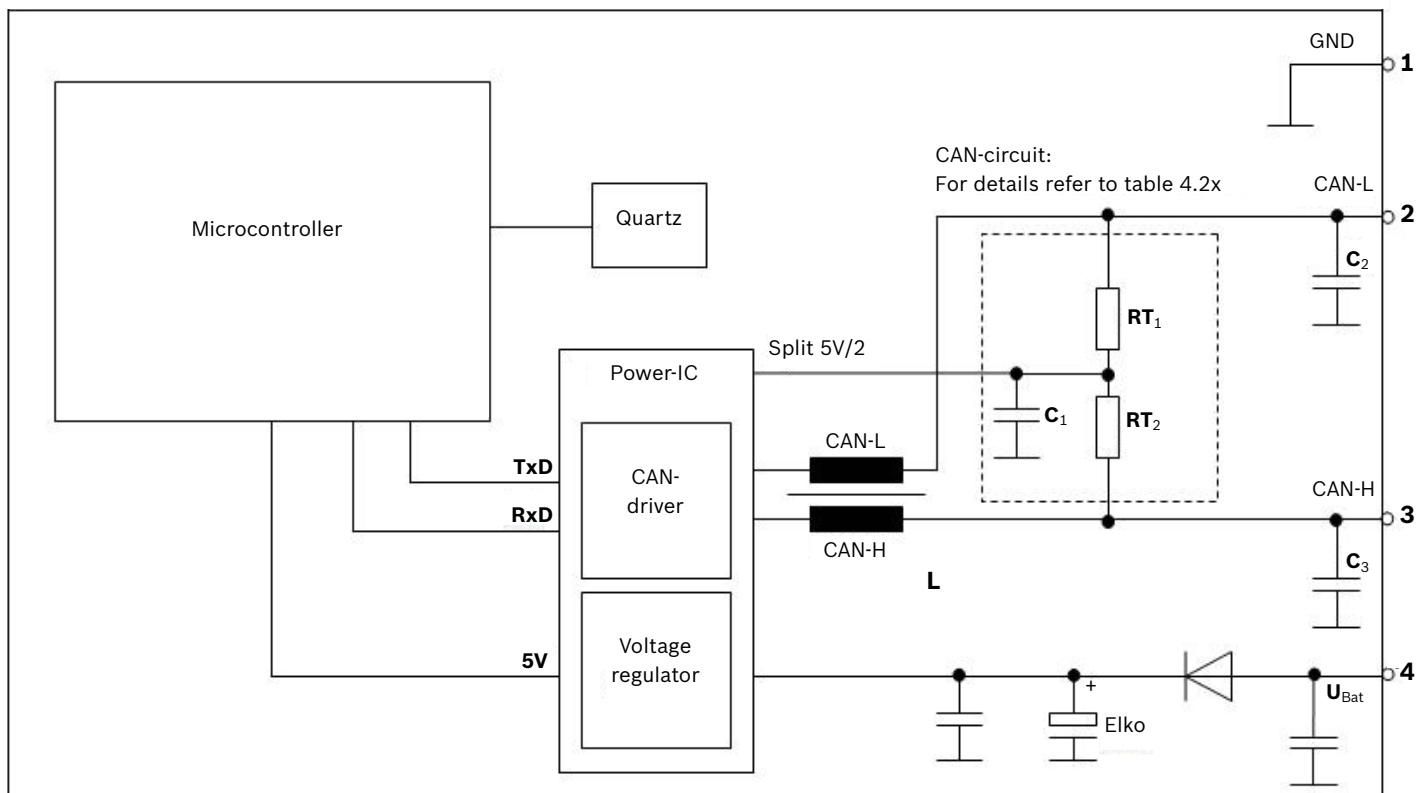 GND
1
CAN-circuit:
For details refer to table 4.2x
CAN-L
2
Microcontroller
Quartz
C₂
RT₁
Split 5V/2
Power-IC
C₁
RT₂
CAN-L
TxD
CAN-
driver
RxD
CAN-H
3
CAN-H
L
C₃
Voltage
regulator
5V
4
U_Bat
+
Elko